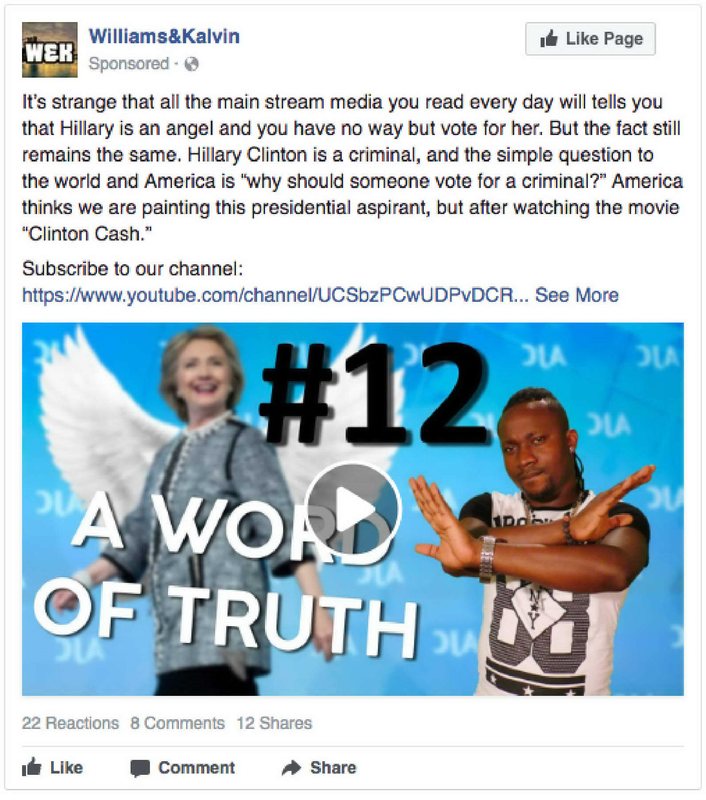 WEK
Williams&Kalvin
Like Page
Sponsored ·
It's strange that all the main stream media you read every day will tells you
that Hillary is an angel and you have no way but vote for her. But the fact still
remains the same. Hillary Clinton is a criminal, and the simple question to
the world and America is “why should someone vote for a criminal?” America
thinks we are painting this presidential aspirant, but after watching the movie
“Clinton Cash.”
Subscribe to our channel:
https://www.youtube.com/channel/UCSbzPCwUDPvDCR... See More
#12
A WORD
OF TRUTH
NY
88
22 Reactions 8 Comments 12 Shares
Like Comment Share